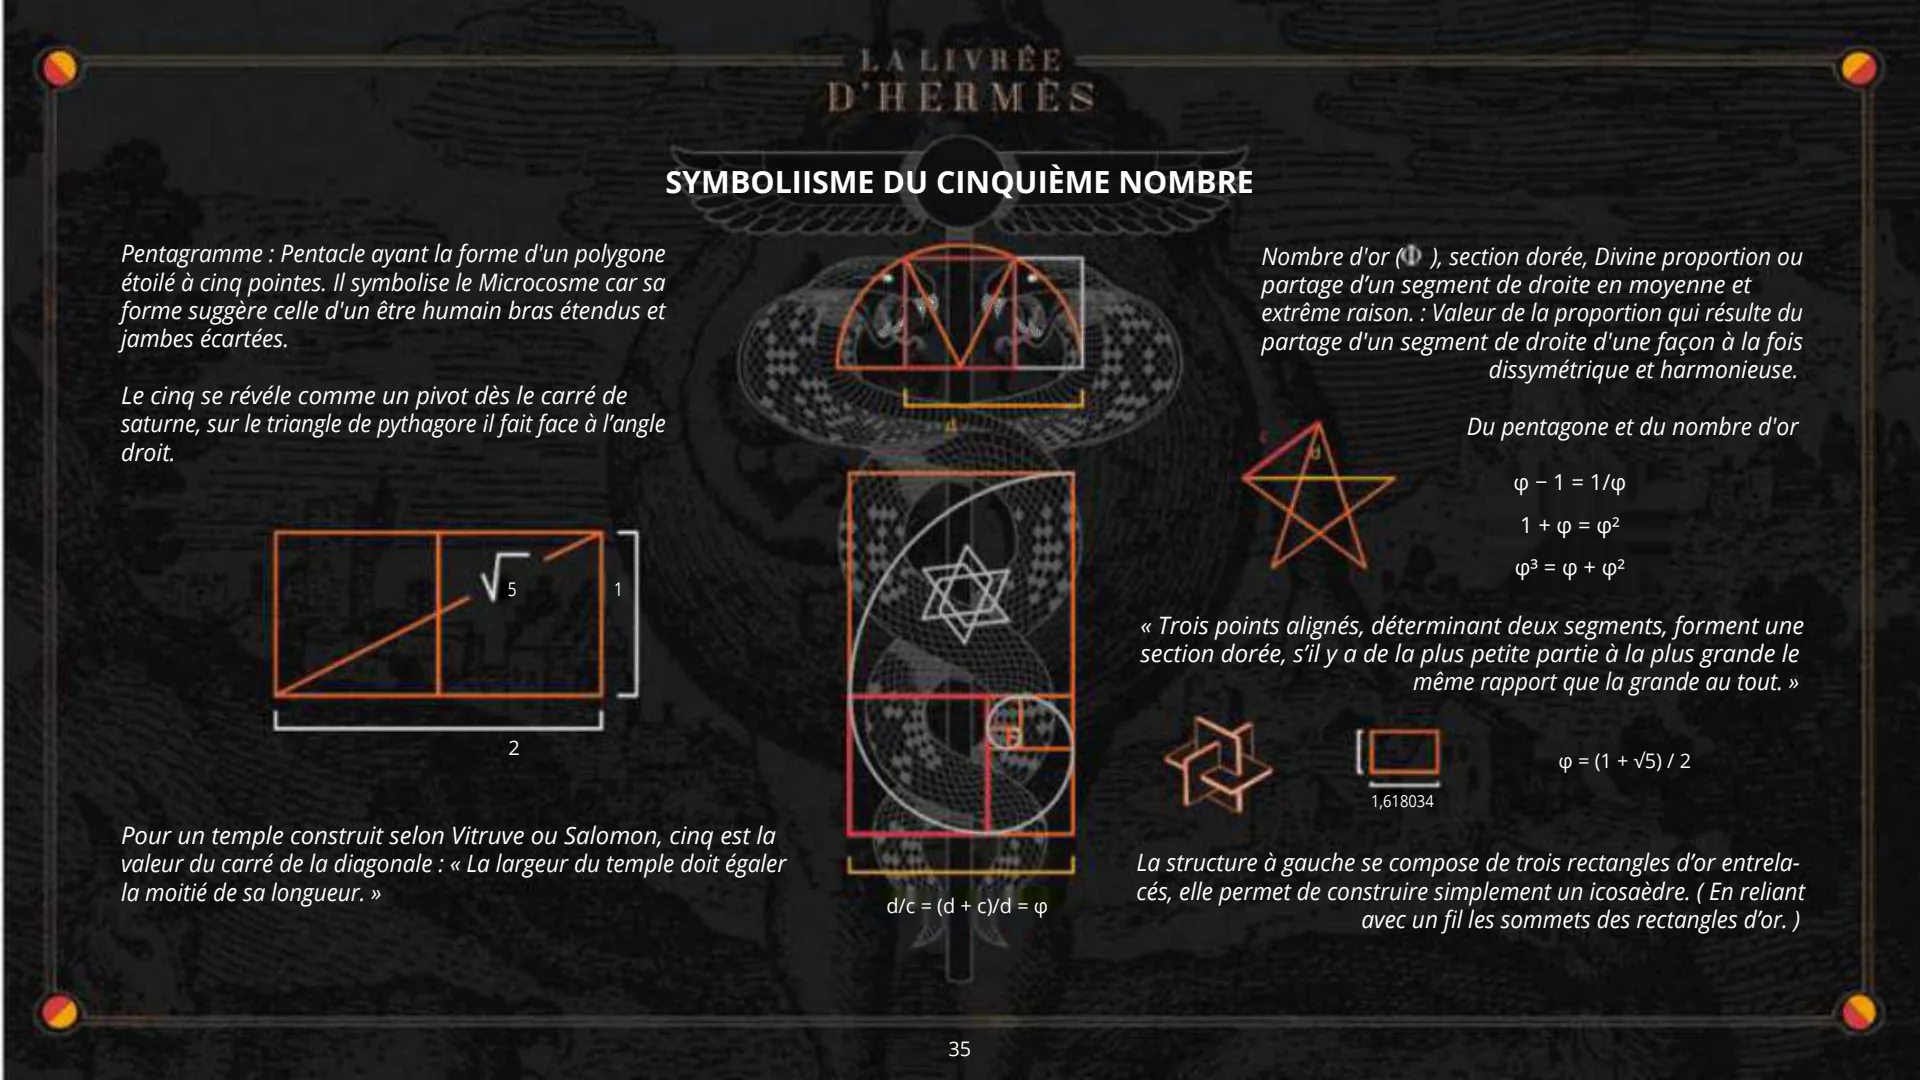 LA LIVRÉE
D'HERMÈS
SYMBOLIISME DU CINQUIÈME NOMBRE
Pentagramme : Pentacle ayant la forme d'un polygone
étoilé à cinq pointes. Il symbolise le Microcosme car sa
forme suggère celle d'un être humain bras étendus et
jambes écartées.
Le cinq se révéle comme un pivot dès le carré de
saturne, sur le triangle de pythagore il fait face à l’angle
droit.
√5
1
2
Pour un temple construit selon Vitruve ou Salomon, cinq est la
valeur du carré de la diagonale : « La largeur du temple doit égaler
la moitié de sa longueur. »
d
d/c = (d + c)/d = φ
Nombre d'or (Φ ), section dorée, Divine proportion ou
partage d’un segment de droite en moyenne et
extrême raison. : Valeur de la proportion qui résulte du
partage d'un segment de droite d'une façon à la fois
dissymétrique et harmonieuse.
Du pentagone et du nombre d'or
c
d
φ − 1 = 1/φ
1 + φ = φ²
φ³ = φ + φ²
« Trois points alignés, déterminant deux segments, forment une
section dorée, s’il y a de la plus petite partie à la plus grande le
même rapport que la grande au tout. »
φ = (1 + √5) / 2
1,618034
La structure à gauche se compose de trois rectangles d’or entrela-
cés, elle permet de construire simplement un icosaèdre. ( En reliant
avec un fil les sommets des rectangles d’or. )
35